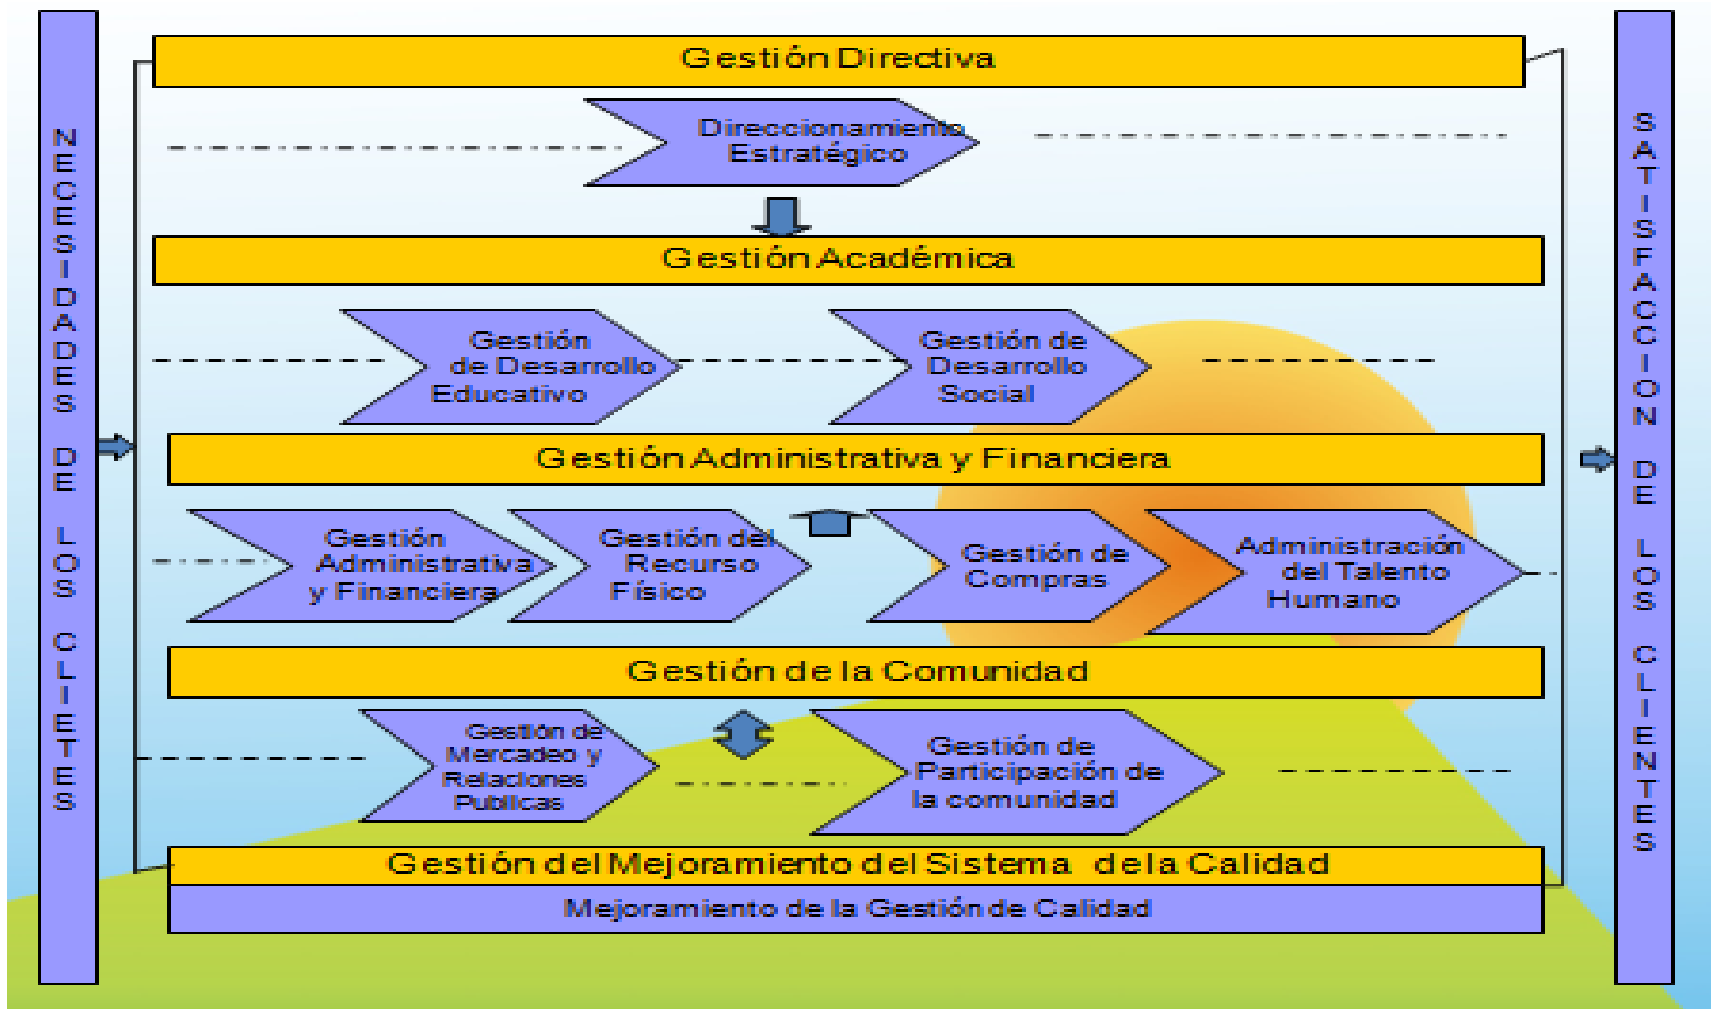 NECESIDADES DE LOS CLIETES
Gestión Directiva
Direccionamiento
Estratégico
Gestión Académica
Gestión
de Desarrollo
Educativo
Gestión de
Desarrollo
Social
Gestión Administrativa y Financiera
Gestión
Administrativa
y Financiera
Gestión del
Recurso
Físico
Gestión de
Compras
Administración
del Talento
Humano
Gestión de la Comunidad
Gestión de
Mercadeo y
Relaciones
Publicas
Gestión de
Participación de
la comunidad
Gestión del Mejoramiento del Sistema de la Calidad
Mejoramiento de la Gestión de Calidad
SATISFACCION DE LOS CLIENTES